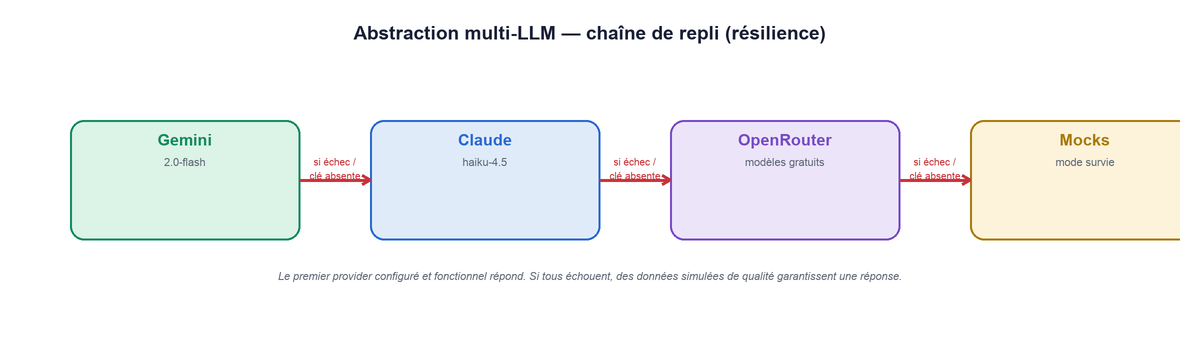 Abstraction multi-LLM — chaîne de repli (résilience)
Gemini
2.0-flash
si échec /
clé absente
Claude
haiku-4.5
si échec /
clé absente
OpenRouter
modèles gratuits
si échec /
clé absente
Mocks
mode survie
Le premier provider configuré et fonctionnel répond. Si tous échouent, des données simulées de qualité garantissent une réponse.